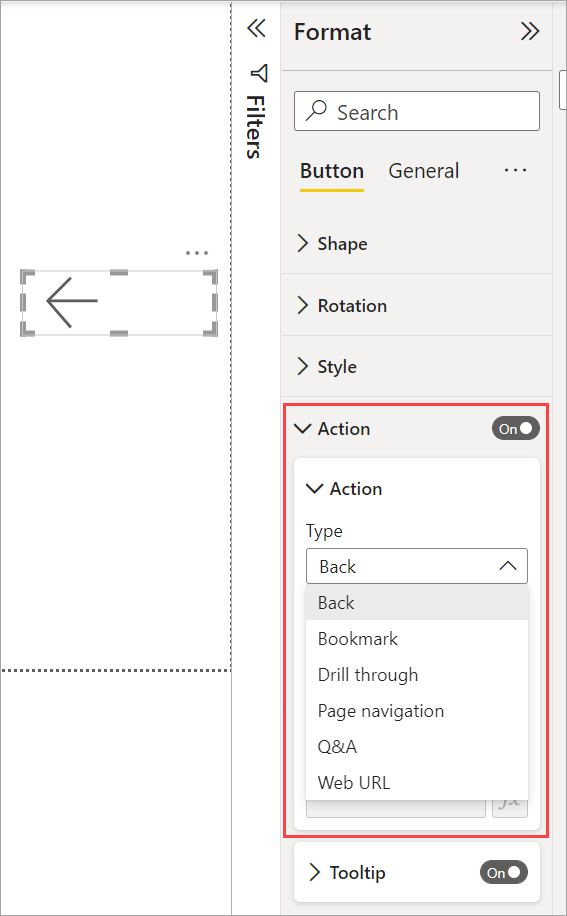 Format
Filters
Search
Button General
Shape
Rotation
Style
Action On
Action
Type
Back
Back
Bookmark
Drill through
Page navigation
Q&A
Web URL
fx
Tooltip On